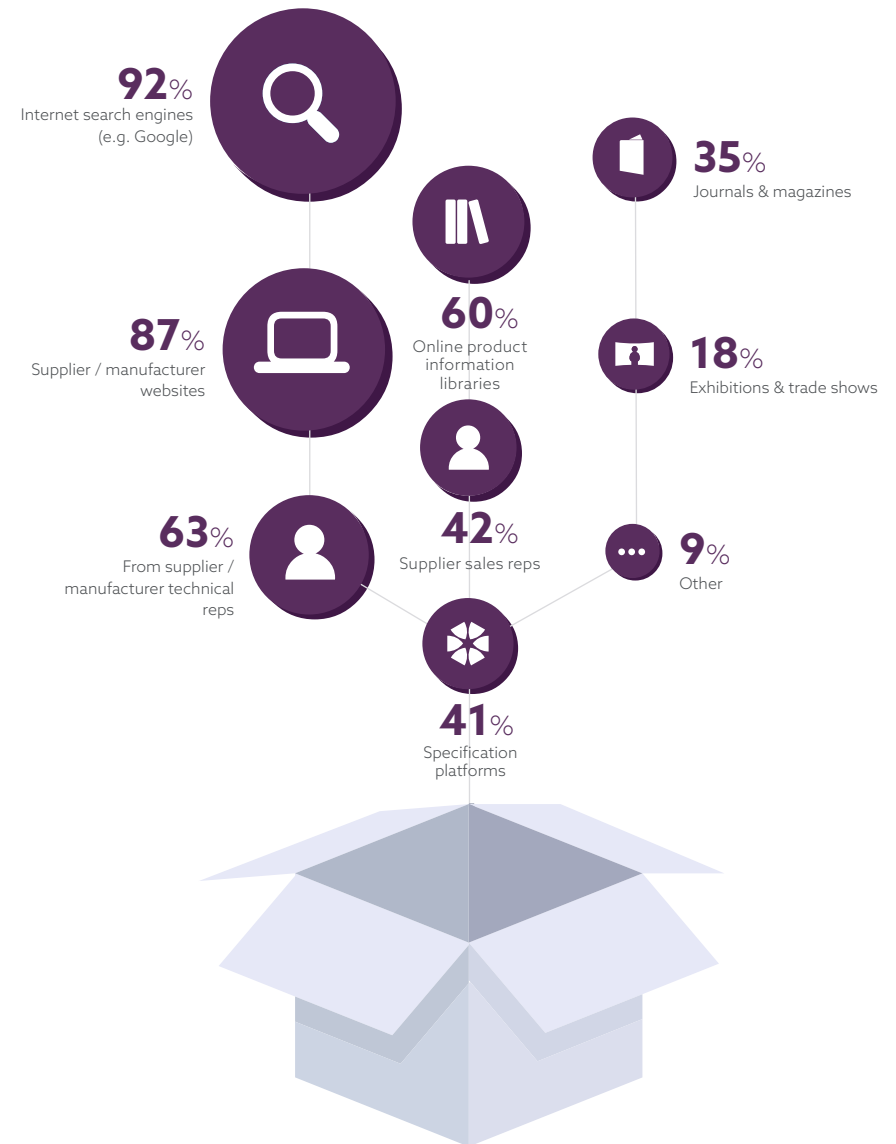 92%
Internet search engines
(e.g. Google)
87%
Supplier / manufacturer
websites
63%
From supplier /
manufacturer technical
reps
60%
Online product
information
libraries
42%
Supplier sales reps
41%
Specification
platforms
35%
Journals & magazines
18%
Exhibitions & trade shows
9%
Other